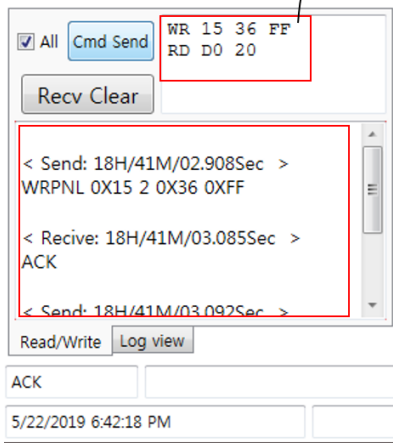 All
Cmd Send
WR 15 36 FF
RD D0 20
Recv Clear
< Send: 18H/41M/02.908Sec >
WRPNL 0X15 2 0X36 0XFF
< Recive: 18H/41M/03.085Sec >
ACK
< Send: 18H/41M/03.092Sec >
Read/Write
Log view
ACK
5/22/2019 6:42:18 PM